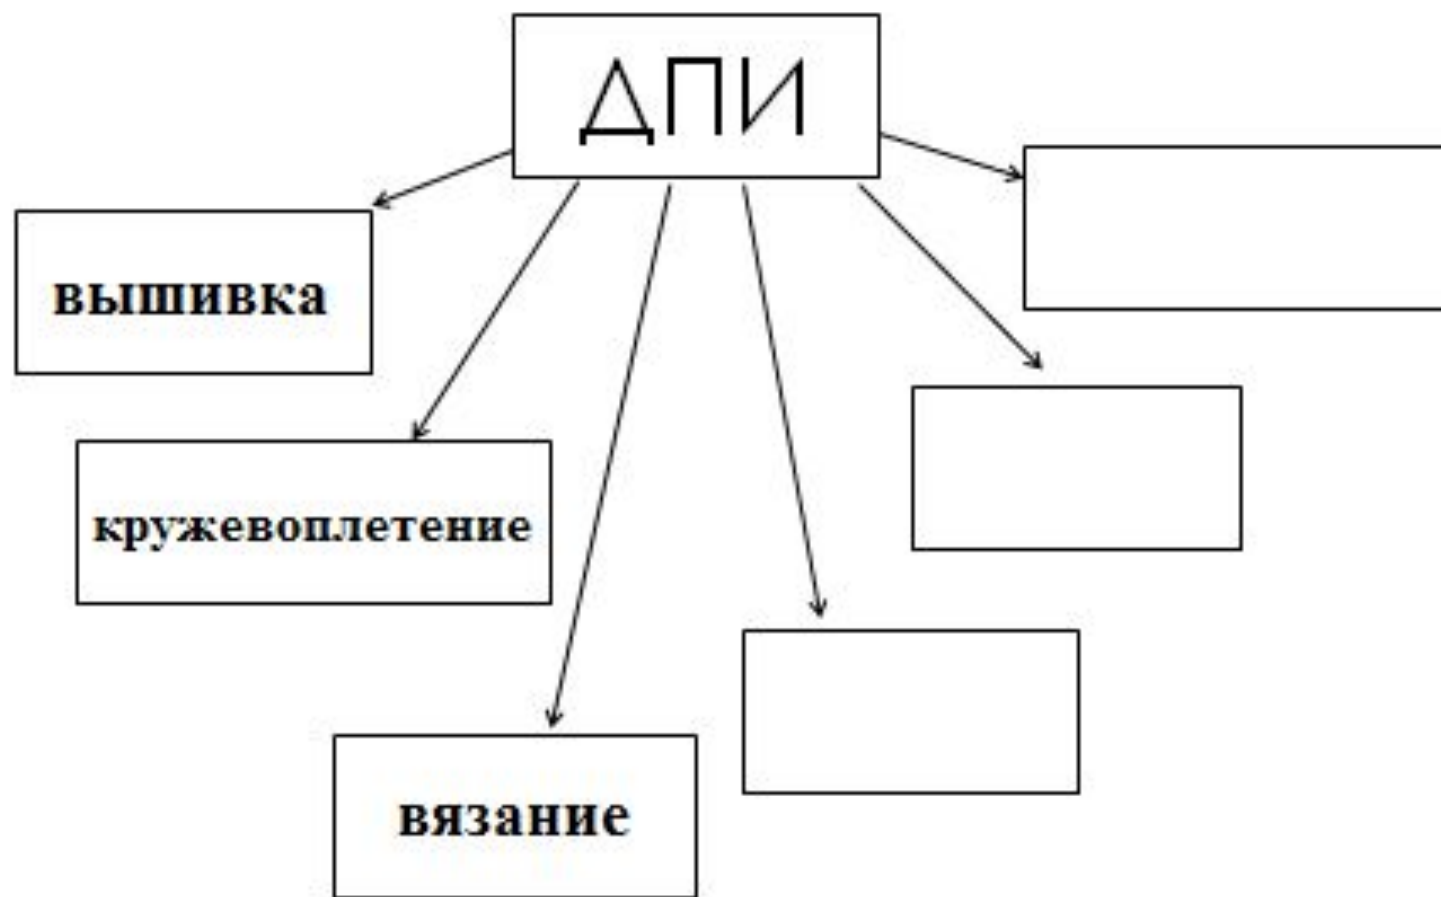 ДПИ
вышивка
кружевоплетение
вязание